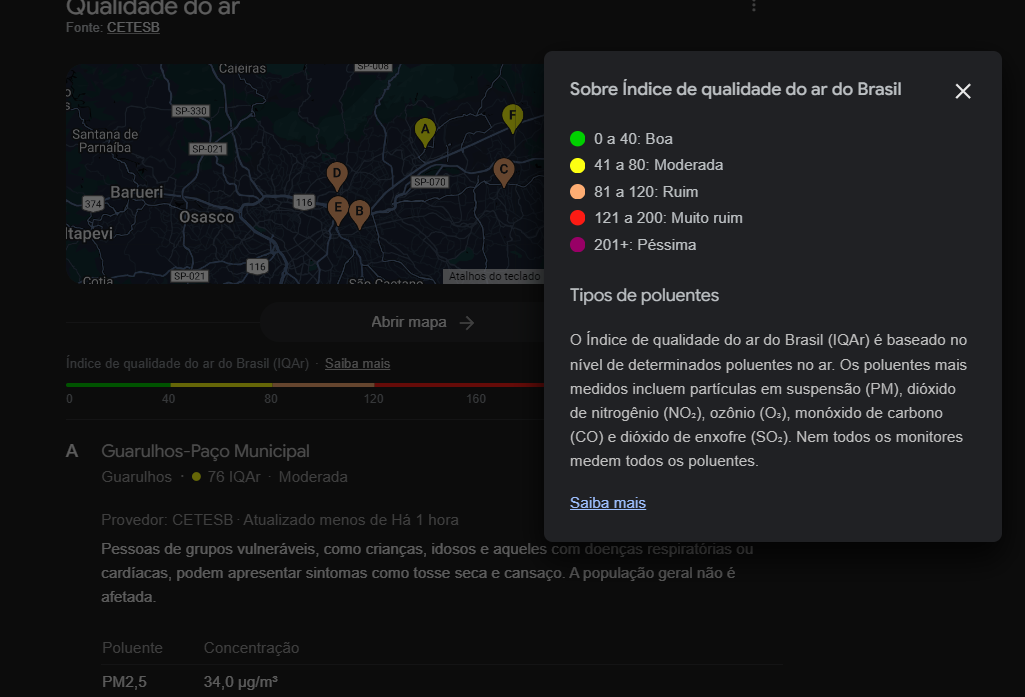 Qualidade do ar
Fonte: CETESB
Caieiras
SP-008
SP-330
F
A
Santana de
Parnaíba
SP-021
D
C
SP-070
374
Barueri
116
E
B
Osasco
Itapevi
116
Cotia
SP-021
São Caetano
Atalhos do teclado
Abrir mapa
Índice de qualidade do ar do Brasil (IQAr) · Saiba mais
0 40 80 120 160
A Guarulhos-Paço Municipal
Guarulhos · 76 IQAr · Moderada
Provedor: CETESB · Atualizado menos de Há 1 hora
Pessoas de grupos vulneráveis, como crianças, idosos e aqueles com doenças respiratórias ou
cardíacas, podem apresentar sintomas como tosse seca e cansaço. A população geral não é
afetada.
Poluente Concentração
PM2,5 34,0 µg/m³
Sobre Índice de qualidade do ar do Brasil
0 a 40: Boa
41 a 80: Moderada
81 a 120: Ruim
121 a 200: Muito ruim
201+: Péssima
Tipos de poluentes
O Índice de qualidade do ar do Brasil (IQAr) é baseado no
nível de determinados poluentes no ar. Os poluentes mais
medidos incluem partículas em suspensão (PM), dióxido
de nitrogênio (NO₂), ozônio (O₃), monóxido de carbono
(CO) e dióxido de enxofre (SO₂). Nem todos os monitores
medem todos os poluentes.
Saiba mais